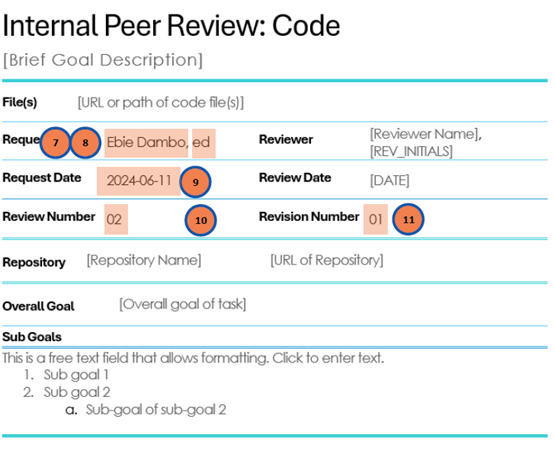 Internal Peer Review: Code
[Brief Goal Description]
File(s) [URL or path of code file(s)]
Reque 7 8 Ebie Dambo, ed Reviewer [Reviewer Name], [REV_INITIALS]
Request Date 2024-06-11 9 Review Date [DATE]
Review Number 02 10 Revision Number 01 11
Repository [Repository Name] [URL of Repository]
Overall Goal [Overall goal of task]
Sub Goals
This is a free text field that allows formatting. Click to enter text.
1. Sub goal 1
2. Sub goal 2
a. Sub-goal of sub-goal 2